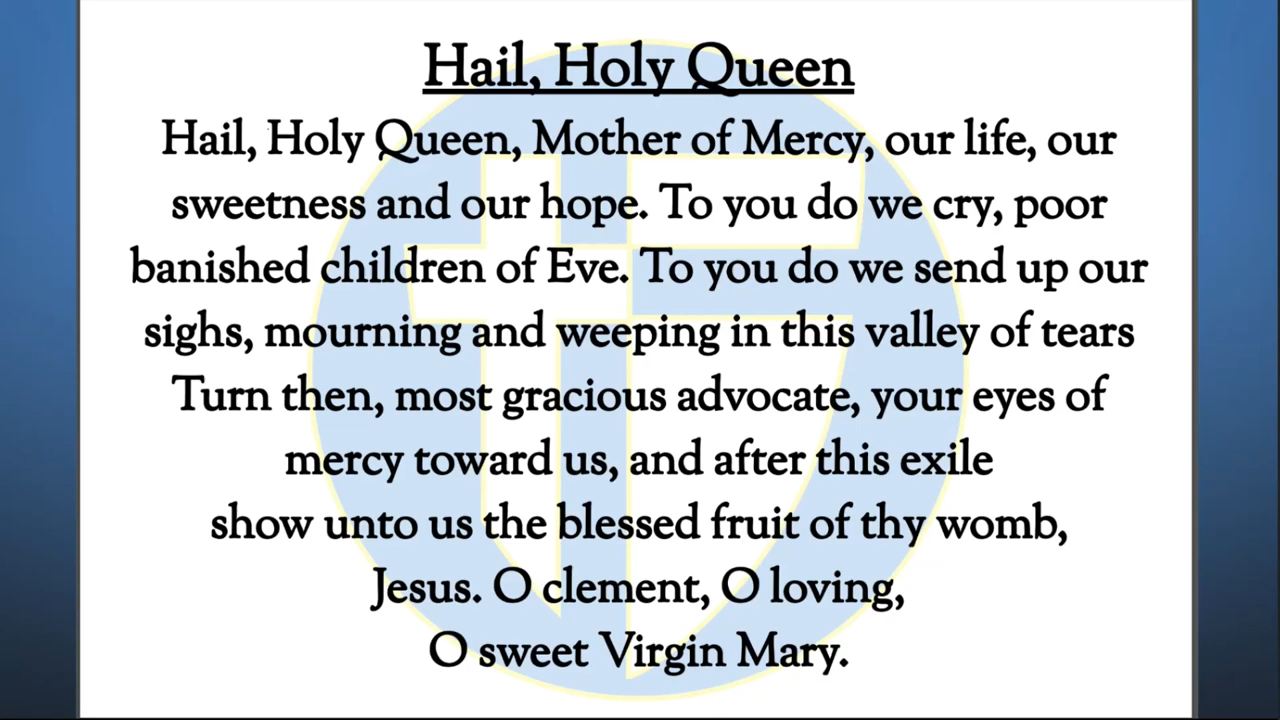 Hail, Holy Queen
Hail, Holy Queen, Mother of Mercy, our life, our
sweetness and our hope. To you do we cry, poor
banished children of Eve. To you do we send up our
sighs, mourning and weeping in this valley of tears
Turn then, most gracious advocate, your eyes of
mercy toward us, and after this exile
show unto us the blessed fruit of thy womb,
Jesus. O clement, O loving,
O sweet Virgin Mary.